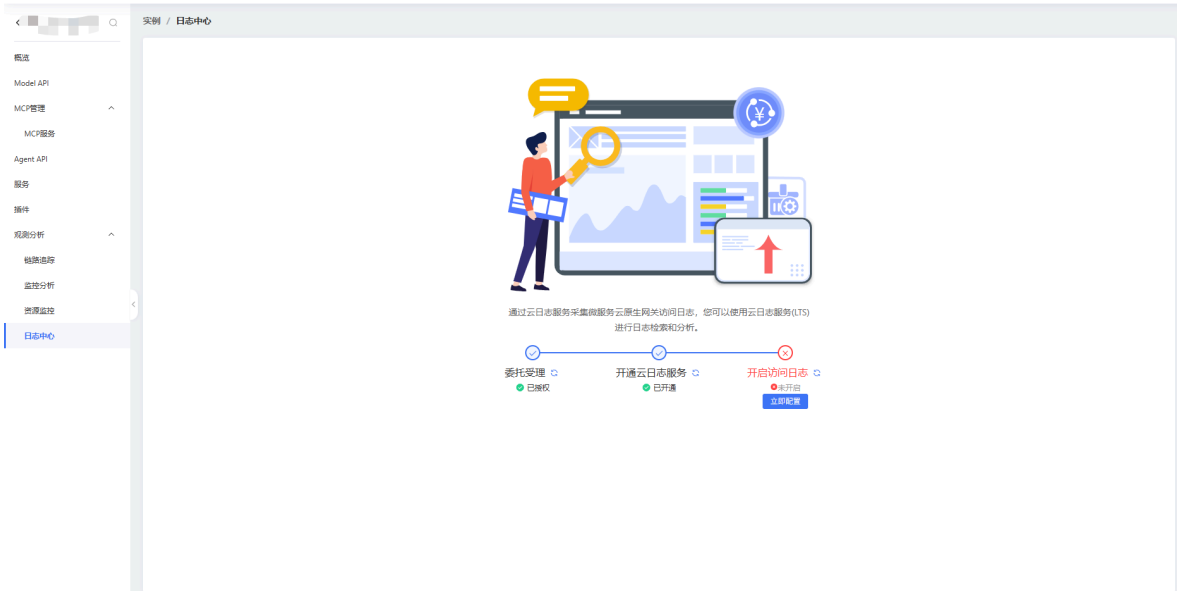 实例 / 日志中心
概览
Model API
MCP管理
MCP服务
Agent API
服务
插件
观测分析
链路追踪
监控分析
资源监控
日志中心
通过云日志服务采集微服务云原生网关访问日志，您可以使用云日志服务(LTS)
进行日志检索和分析。
委托受理
已授权
开通云日志服务
已开通
开启访问日志
未开启
立即配置